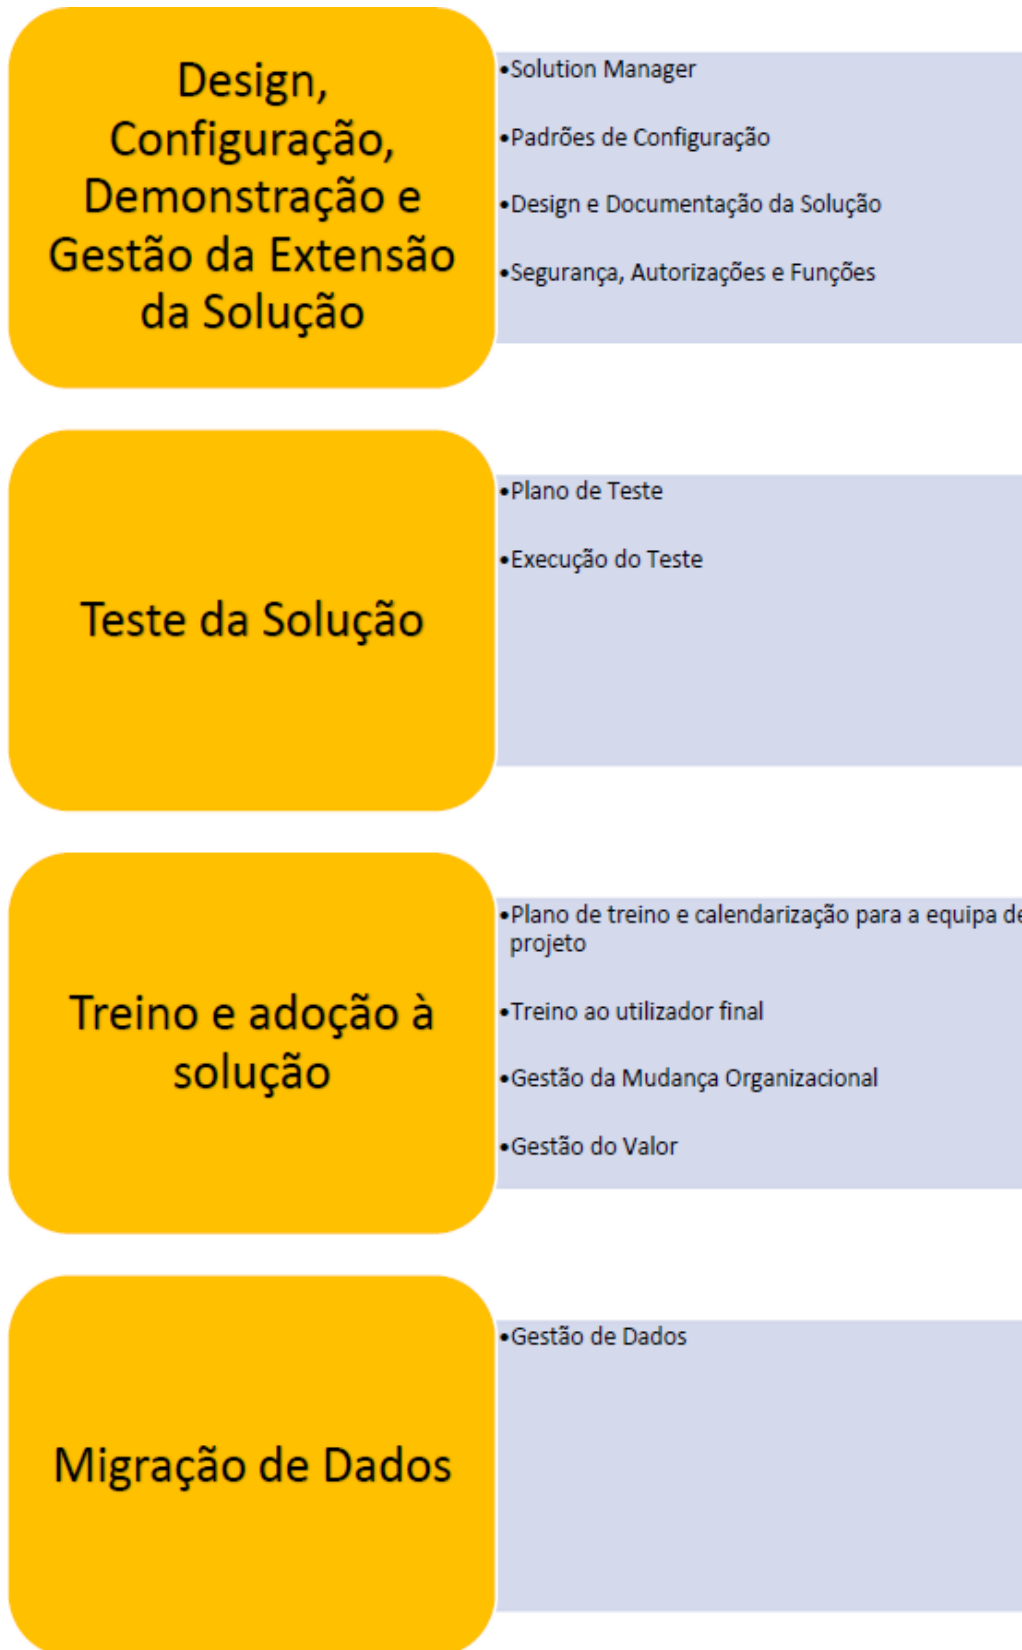 Design,
Configuração,
Demonstração e
Gestão da Extensão
da Solução
•Solution Manager
•Padrões de Configuração
•Design e Documentação da Solução
•Segurança, Autorizações e Funções
Teste da Solução
•Plano de Teste
•Execução do Teste
Treino e adoção à
solução
•Plano de treino e calendarização para a equipa de
projeto
•Treino ao utilizador final
•Gestão da Mudança Organizacional
•Gestão do Valor
Migração de Dados
•Gestão de Dados